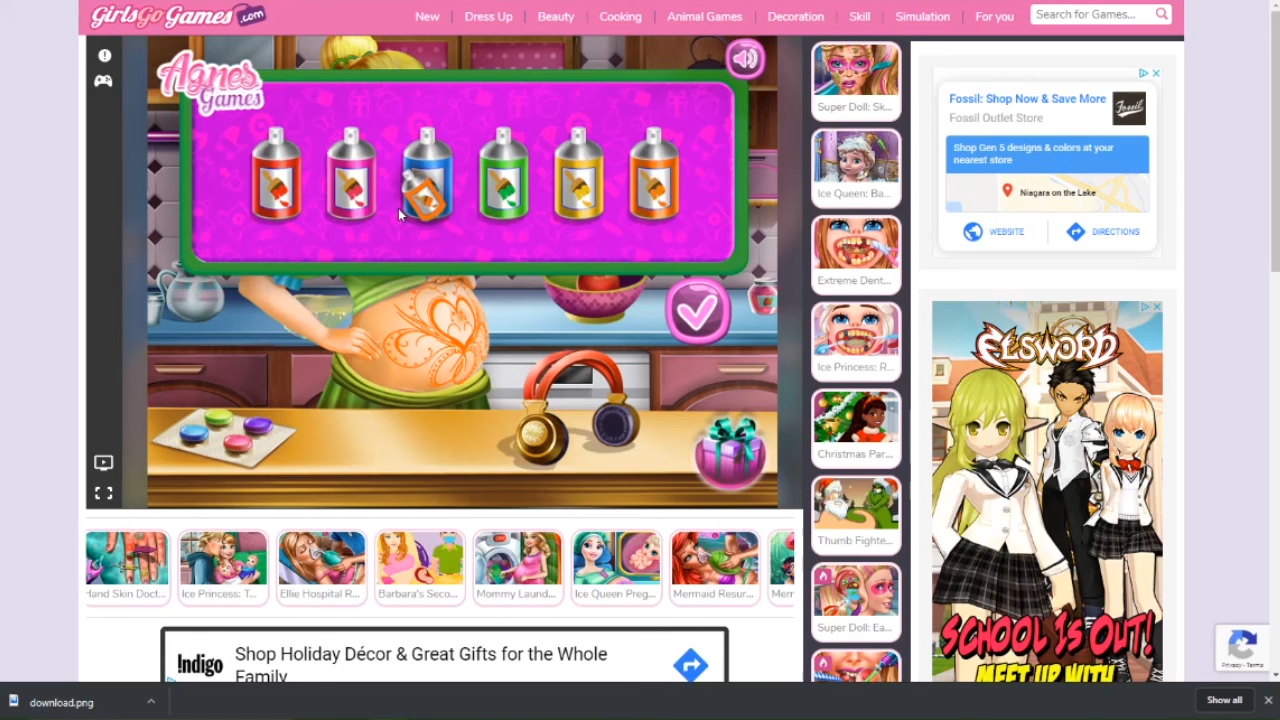 GirlsGoGames.com
New
Dress Up
Beauty
Cooking
Animal Games
Decoration
Skill
Simulation
For you
Search for Games...
Agnes
Games
Super Doll: Sk...
Ice Queen: Ba...
Extreme Dent...
Ice Princess: R...
Christmas Par...
Thumb Fighte...
Super Doll: Ea...
Fossil: Shop Now & Save More
Fossil Outlet Store
Fossil
Shop Gen 5 designs & colors at your
nearest store
Niagara on the Lake
WEBSITE
DIRECTIONS
ELSWORD
SCHOOL IS OUT!
MEET UP WITH
Hand Skin Doct...
Ice Princess: T...
Ellie Hospital R...
Barbara's Seco...
Mommy Laund...
Ice Queen Preg...
Mermaid Resur...
Mem
!ndigo
Shop Holiday Décor & Great Gifts for the Whole
Family
Privacy - Terms
download.png
Show all